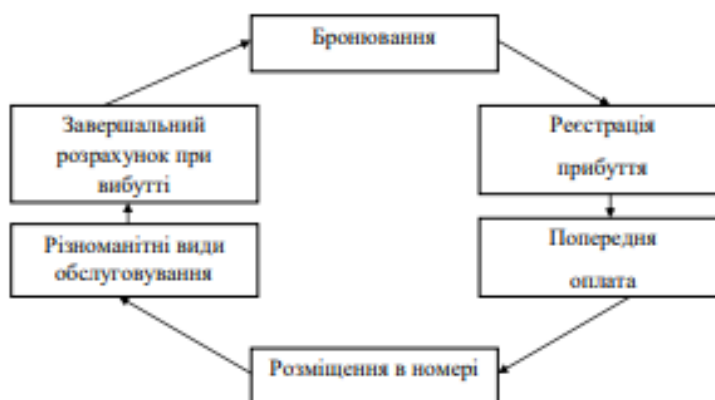 Бронювання
Завершальний
розрахунок при
вибутті
Реєстрація
прибуття
Різноманітні види
обслуговування
Попередня
оплата
Розміщення в номері